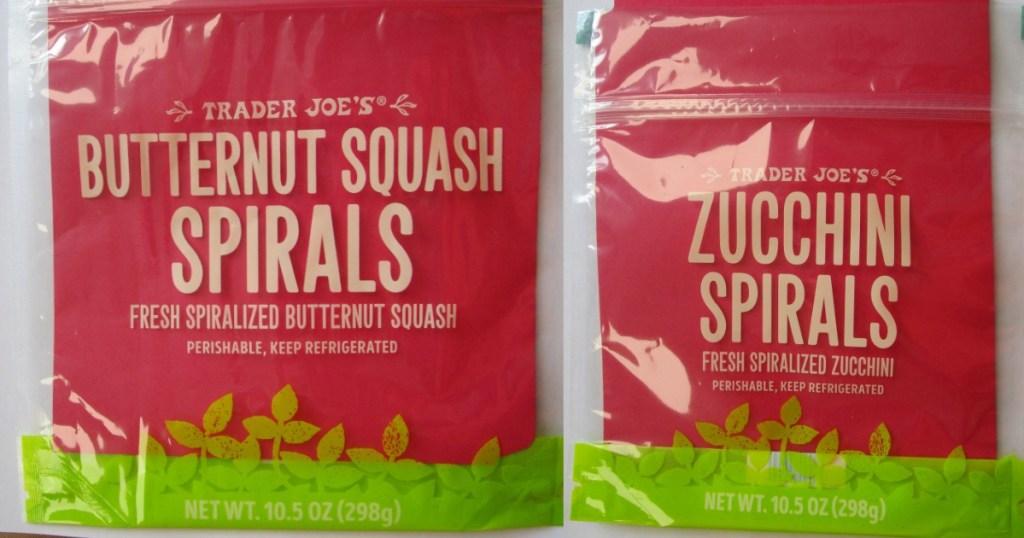 TRADER JOE'S®
BUTTERNUT SQUASH
SPIRALS
FRESH SPIRALIZED BUTTERNUT SQUASH
PERISHABLE, KEEP REFRIGERATED
NET WT. 10.5 OZ (298g)
TRADER JOE'S®
ZUCCHINI
SPIRALS
FRESH SPIRALIZED ZUCCHINI
PERISHABLE, KEEP REFRIGERATED
NET WT. 10.5 OZ (298g)